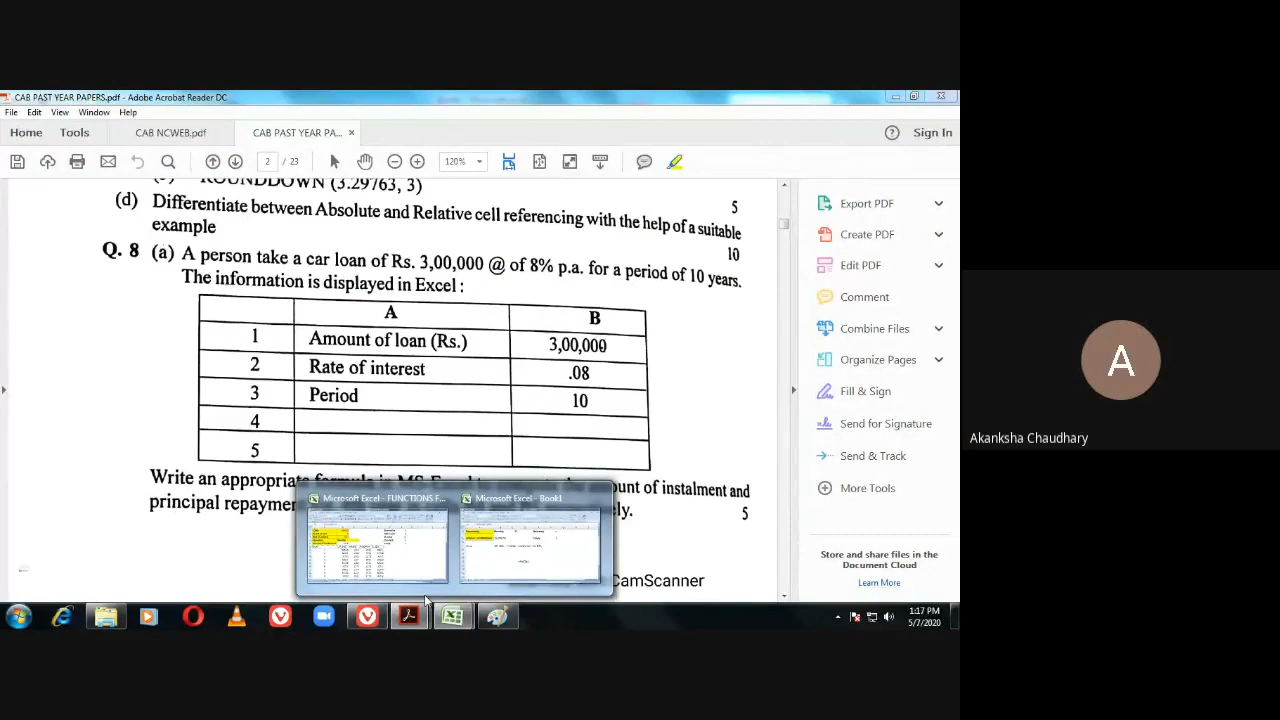 CAB PAST YEAR PAPERS.pdf - Adobe Acrobat Reader DC
File Edit View Window Help
Home Tools CAB NCWEB.pdf CAB PAST YEAR PA... × Sign In
2 / 23 120%
ROUNDDOWN (3.29763, 3)
5
(d) Differentiate between Absolute and Relative cell referencing with the help of a suitable
example
10
Q. 8 (a) A person take a car loan of Rs. 3,00,000 @ of 8% p.a. for a period of 10 years.
The information is displayed in Excel :
A B
1 Amount of loan (Rs.) 3,00,000
2 Rate of interest .08
3 Period 10
4
5
Write an appropriate formula in MS Excel
amount of instalment and
principal repaymen
ly.
5
Microsoft Excel - FUNCTIONS F... Microsoft Excel - Book1
CamScanner
Export PDF
Create PDF
Edit PDF
Comment
Combine Files
Organize Pages
Fill & Sign
Send for Signature
Send & Track
More Tools
Store and share files in the
Document Cloud
Learn More
1:17 PM
5/7/2020
A
Akanksha Chaudhary